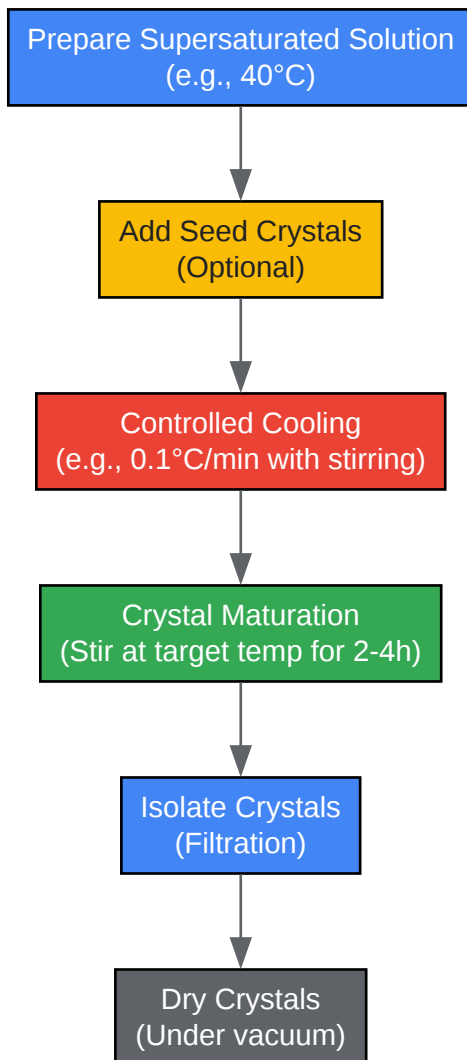 Prepare Supersaturated Solution
(e.g., 40°C)
Add Seed Crystals
(Optional)
Controlled Cooling
(e.g., 0.1°C/min with stirring)
Crystal Maturation
(Stir at target temp for 2-4h)
Isolate Crystals
(Filtration)
Dry Crystals
(Under vacuum)